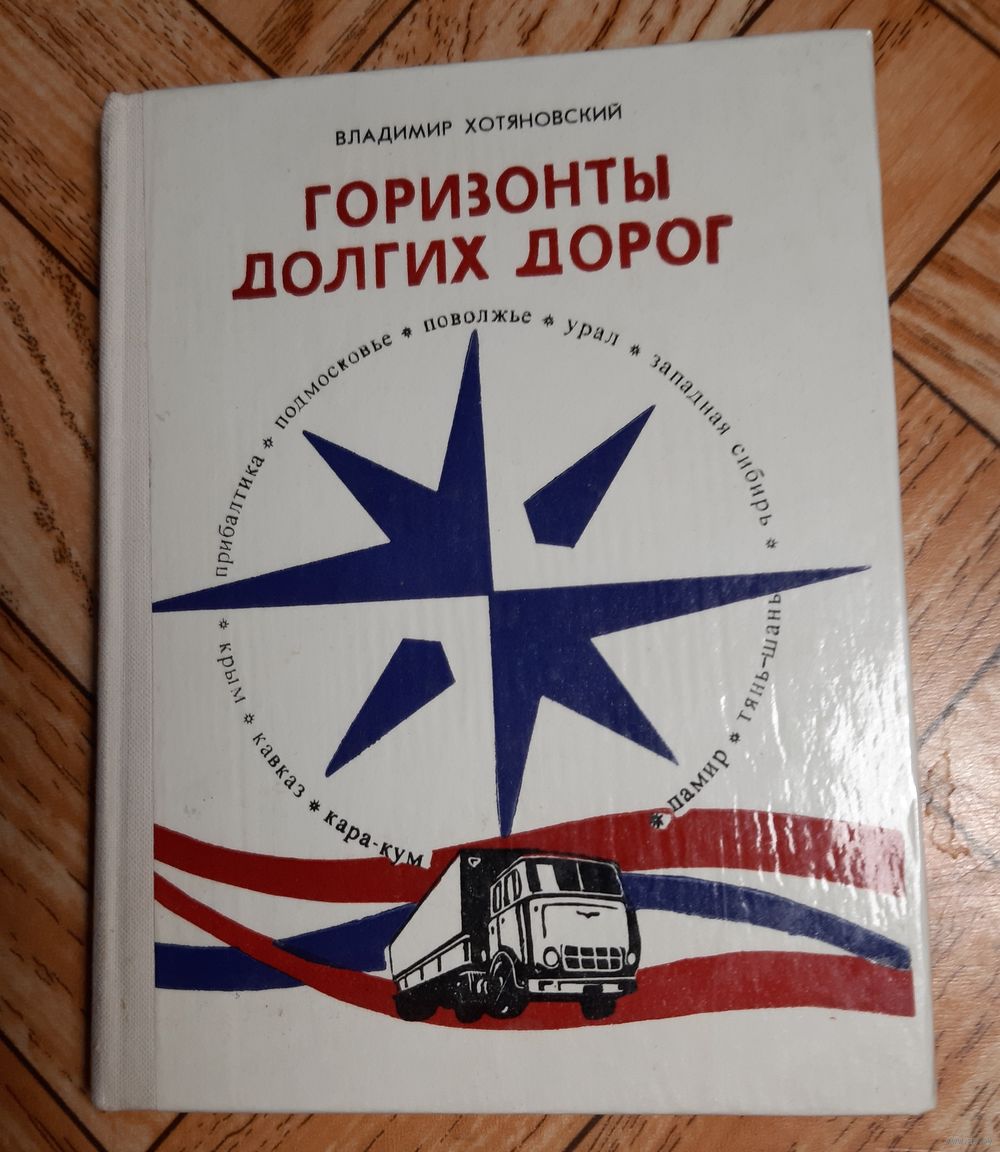 ВЛАДИМИР ХОТЯНОВСКИЙ
ГОРИЗОНТЫ
ДОЛГИХ ДОРОГ
кара-кум * кавказ * крым * прибалтика * подмосковье * поволжье * урал * западная сибирь * тянь-шань * памир *